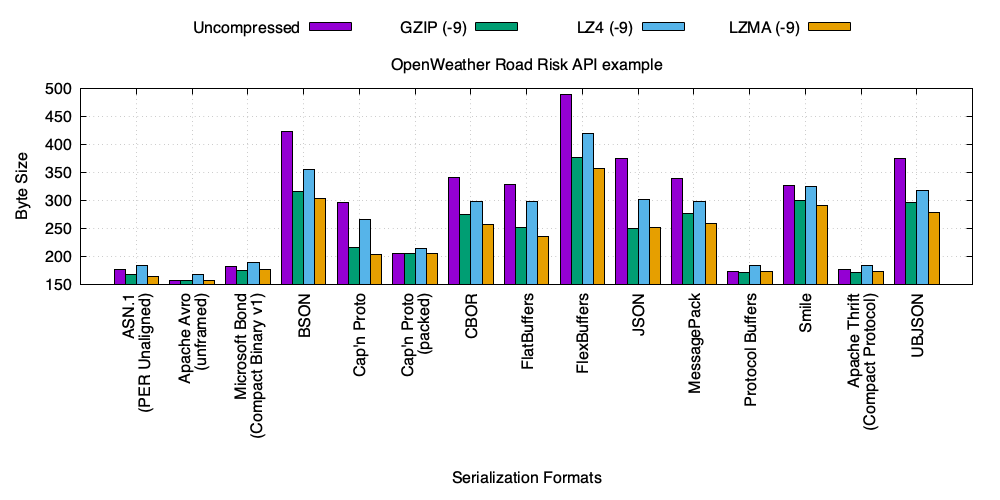 Uncompressed
GZIP (-9)
LZ4 (-9)
LZMA (-9)
OpenWeather Road Risk API example
Byte Size
500
450
400
350
300
250
200
150
ASN.1
(PER Unaligned)
Apache Avro
(unframed)
Microsoft Bond
(Compact Binary v1)
BSON
Cap'n Proto
Cap'n Proto
(packed)
CBOR
FlatBuffers
FlexBuffers
JSON
MessagePack
Protocol Buffers
Smile
Apache Thrift
(Compact Protocol)
UBJSON
Serialization Formats